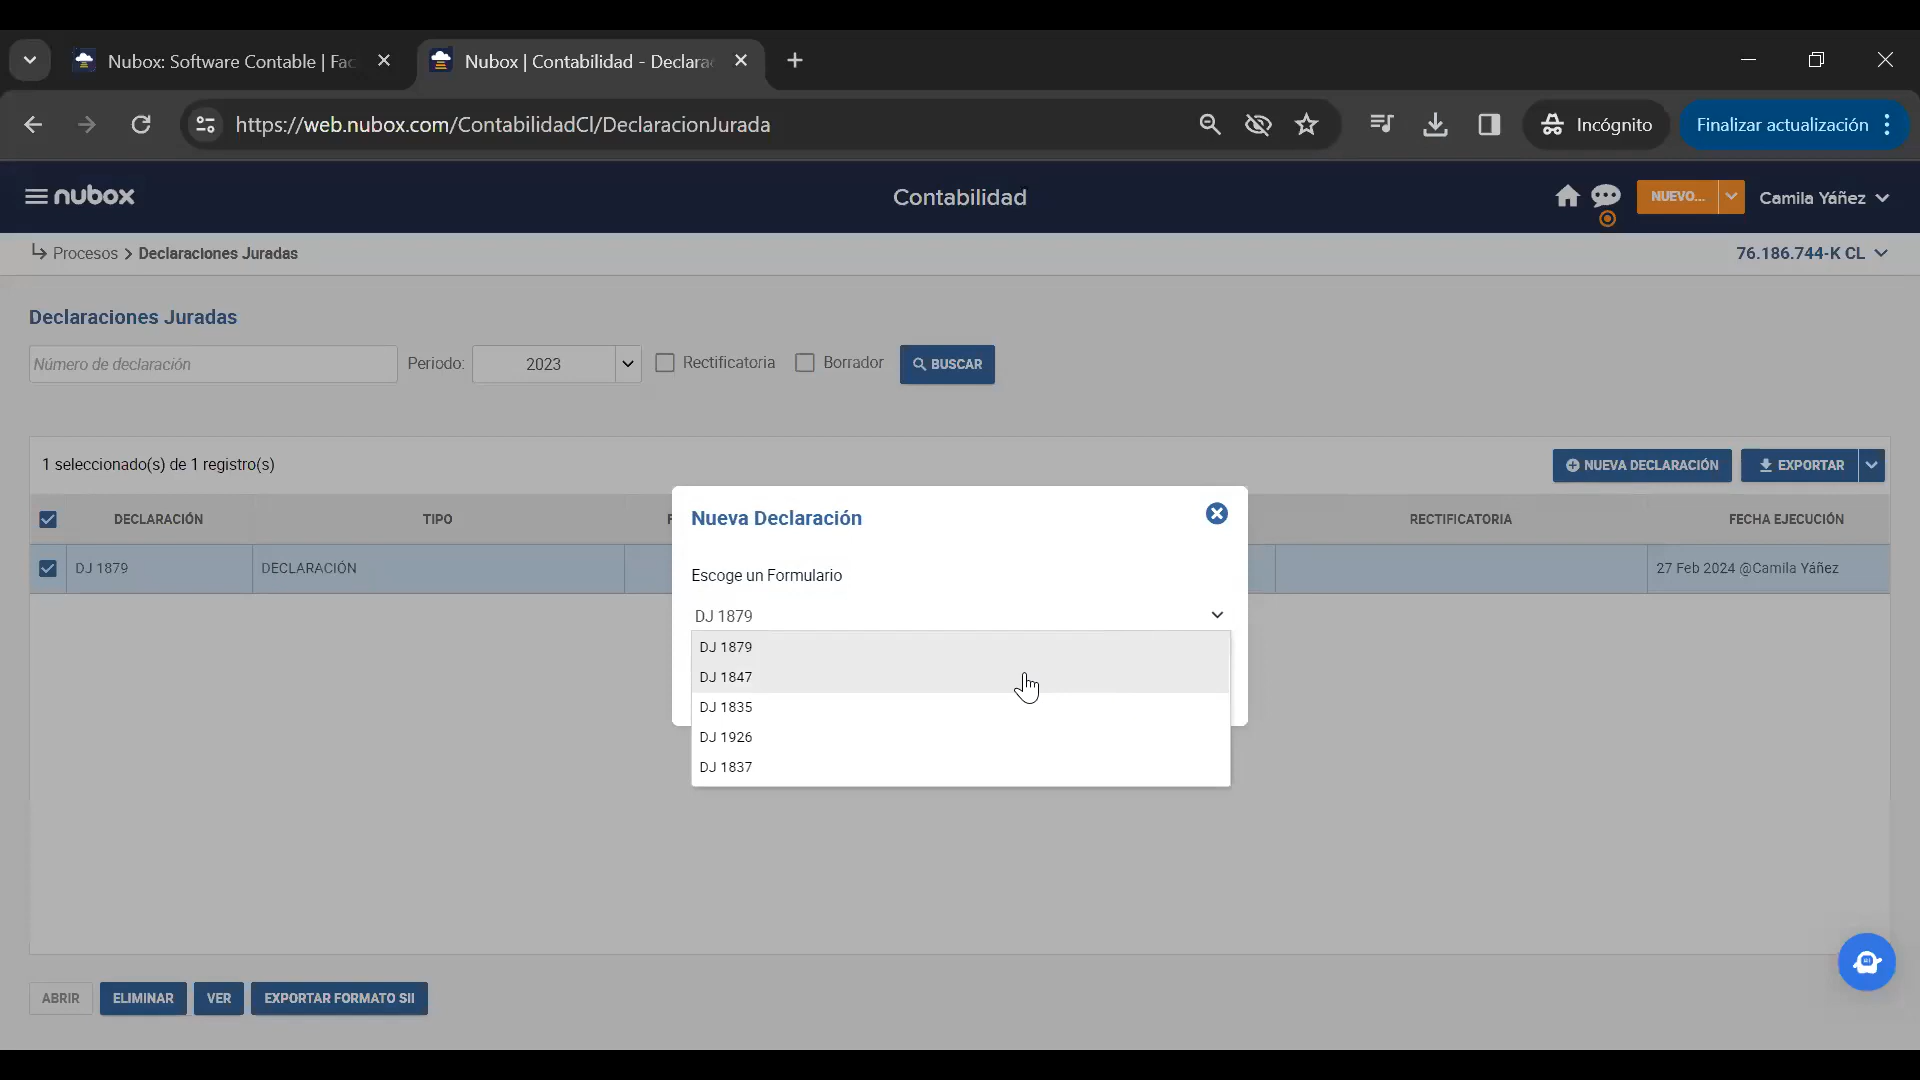 Nubox: Software Contable | Fac
Nubox | Contabilidad - Declara
https://web.nubox.com/ContabilidadCl/DeclaracionJurada
Incógnito
Finalizar actualización
nubox
Contabilidad
NUEVO...
Camila Yáñez
Procesos > Declaraciones Juradas
76.186.744-K CL
Declaraciones Juradas
Número de declaración
Periodo:
2023
Rectificatoria
Borrador
BUSCAR
1 seleccionado(s) de 1 registro(s)
NUEVA DECLARACIÓN
EXPORTAR
DECLARACIÓN
TIPO
RECTIFICATORIA
FECHA EJECUCIÓN
DJ 1879
DECLARACIÓN
27 Feb 2024 @Camila Yáñez
Nueva Declaración
Escoge un Formulario
DJ 1879
DJ 1879
DJ 1847
DJ 1835
DJ 1926
DJ 1837
ABRIR
ELIMINAR
VER
EXPORTAR FORMATO SII